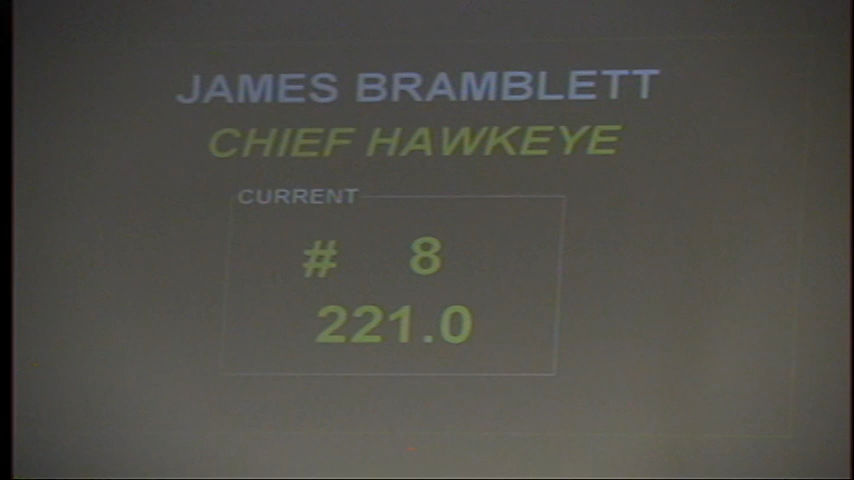 JAMES BRAMBLETT
CHIEF HAWKEYE
CURRENT
# 8
221.0